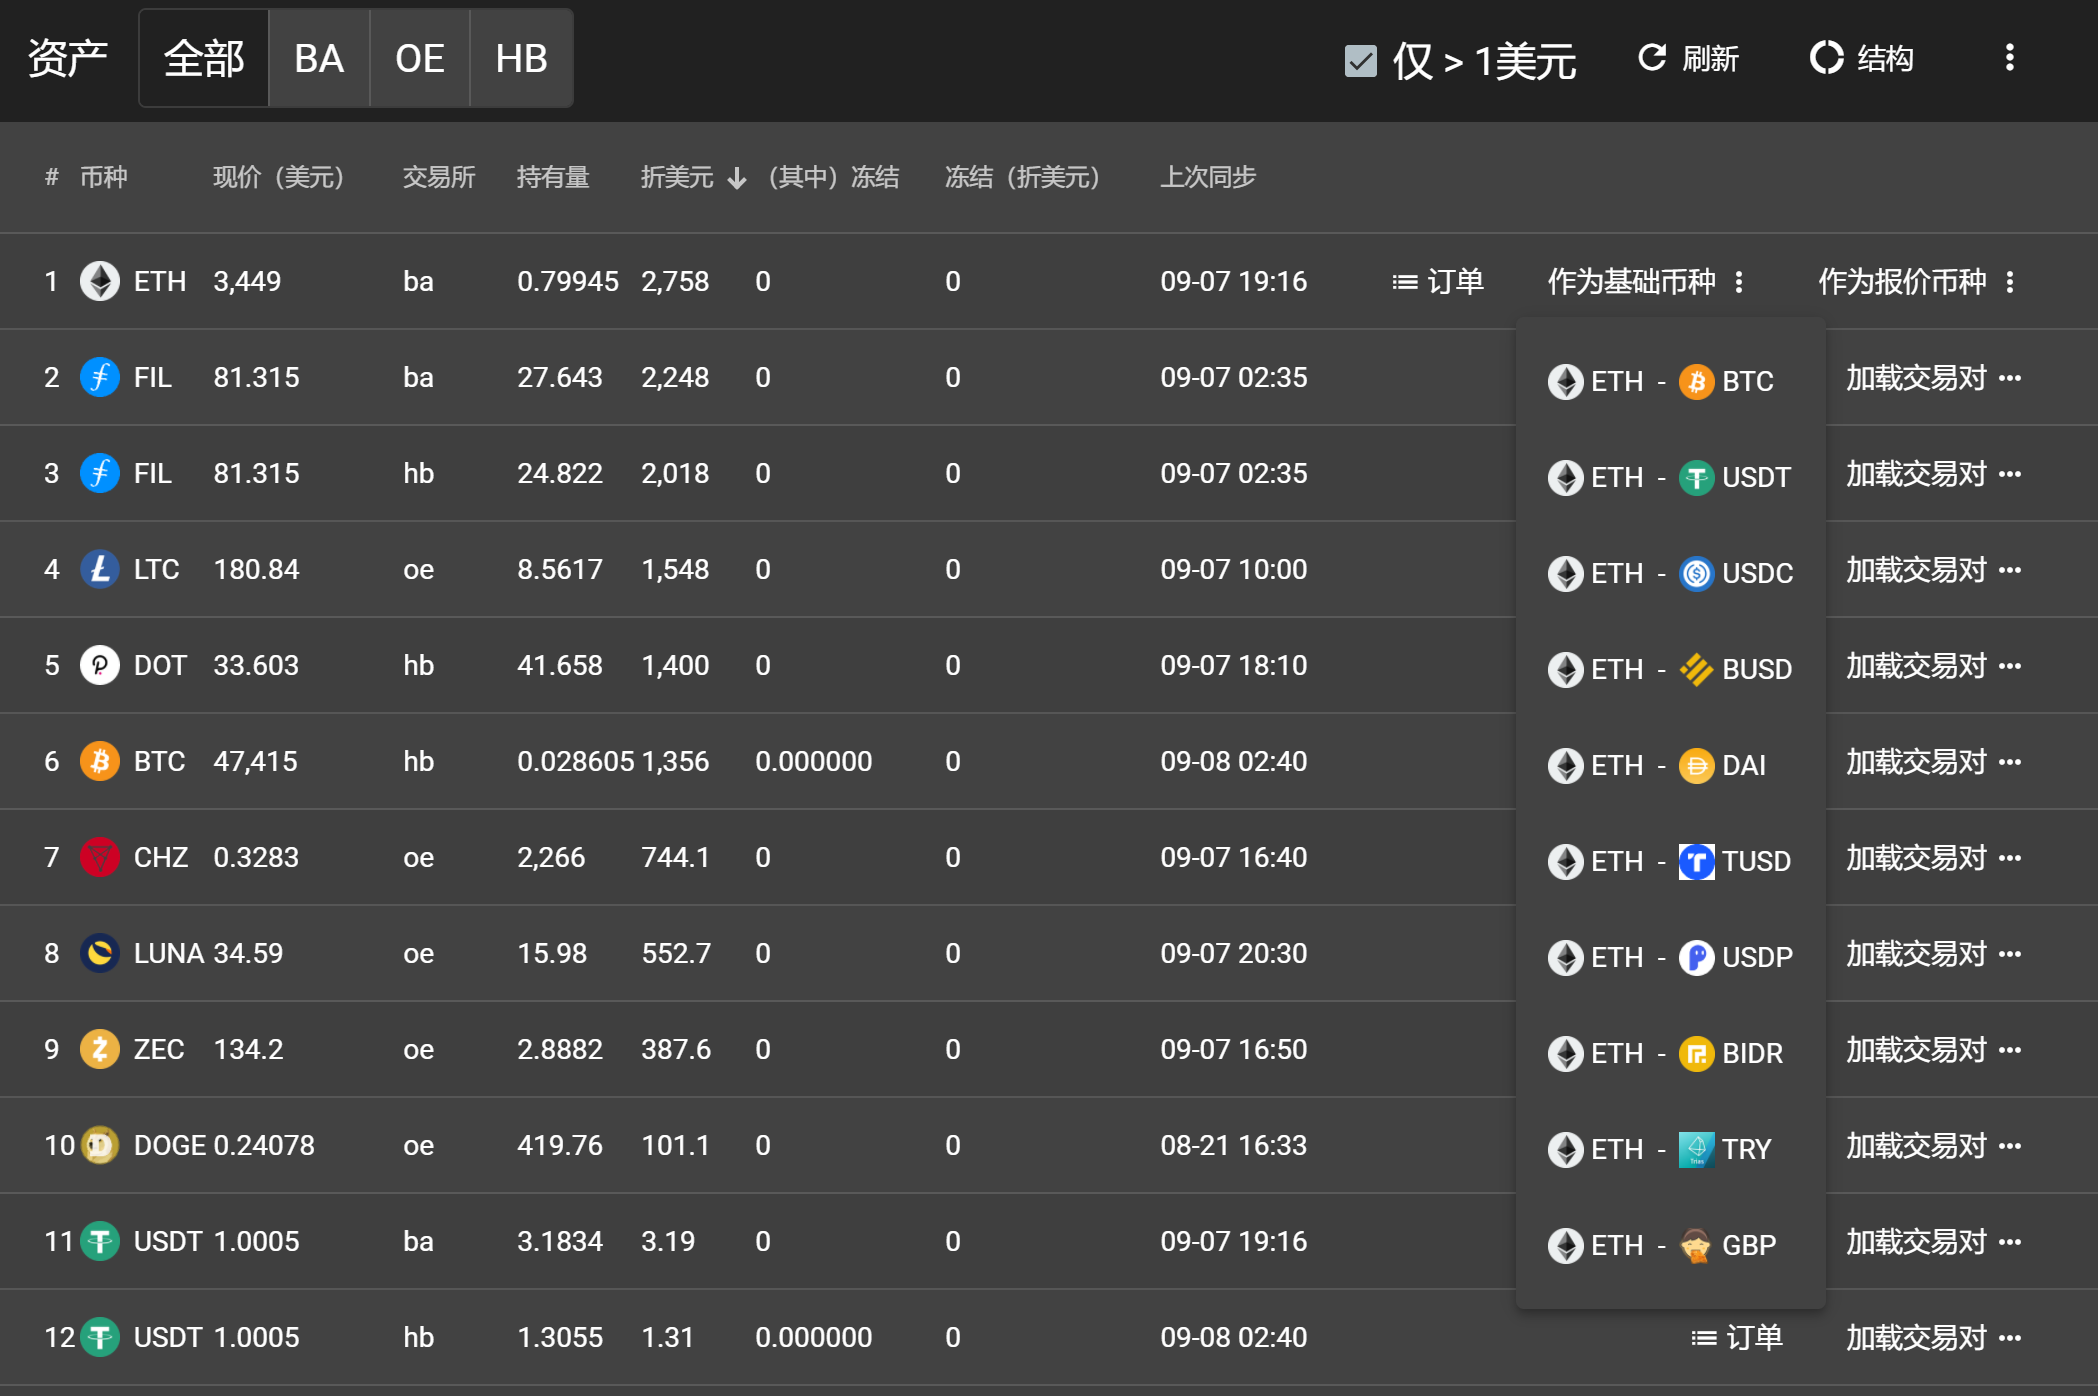 资产 全部 BA OE HB 仅 > 1美元 刷新 结构
# 币种 现价（美元） 交易所 持有量 折美元 （其中）冻结 冻结（折美元） 上次同步
1 ETH 3,449 ba 0.79945 2,758 0 0 09-07 19:16 订单 作为基础币种 作为报价币种
2 FIL 81.315 ba 27.643 2,248 0 0 09-07 02:35 ETH - BTC 加载交易对
3 FIL 81.315 hb 24.822 2,018 0 0 09-07 02:35 ETH - USDT 加载交易对
4 LTC 180.84 oe 8.5617 1,548 0 0 09-07 10:00 ETH - USDC 加载交易对
5 DOT 33.603 hb 41.658 1,400 0 0 09-07 18:10 ETH - BUSD 加载交易对
6 BTC 47,415 hb 0.028605 1,356 0.000000 0 09-08 02:40 ETH - DAI 加载交易对
7 CHZ 0.3283 oe 2,266 744.1 0 0 09-07 16:40 ETH - TUSD 加载交易对
8 LUNA 34.59 oe 15.98 552.7 0 0 09-07 20:30 ETH - USDP 加载交易对
9 ZEC 134.2 oe 2.8882 387.6 0 0 09-07 16:50 ETH - BIDR 加载交易对
10 DOGE 0.24078 oe 419.76 101.1 0 0 08-21 16:33 ETH - TRY 加载交易对
11 USDT 1.0005 ba 3.1834 3.19 0 0 09-07 19:16 ETH - GBP 加载交易对
12 USDT 1.0005 hb 1.3055 1.31 0.000000 0 09-08 02:40 订单 加载交易对